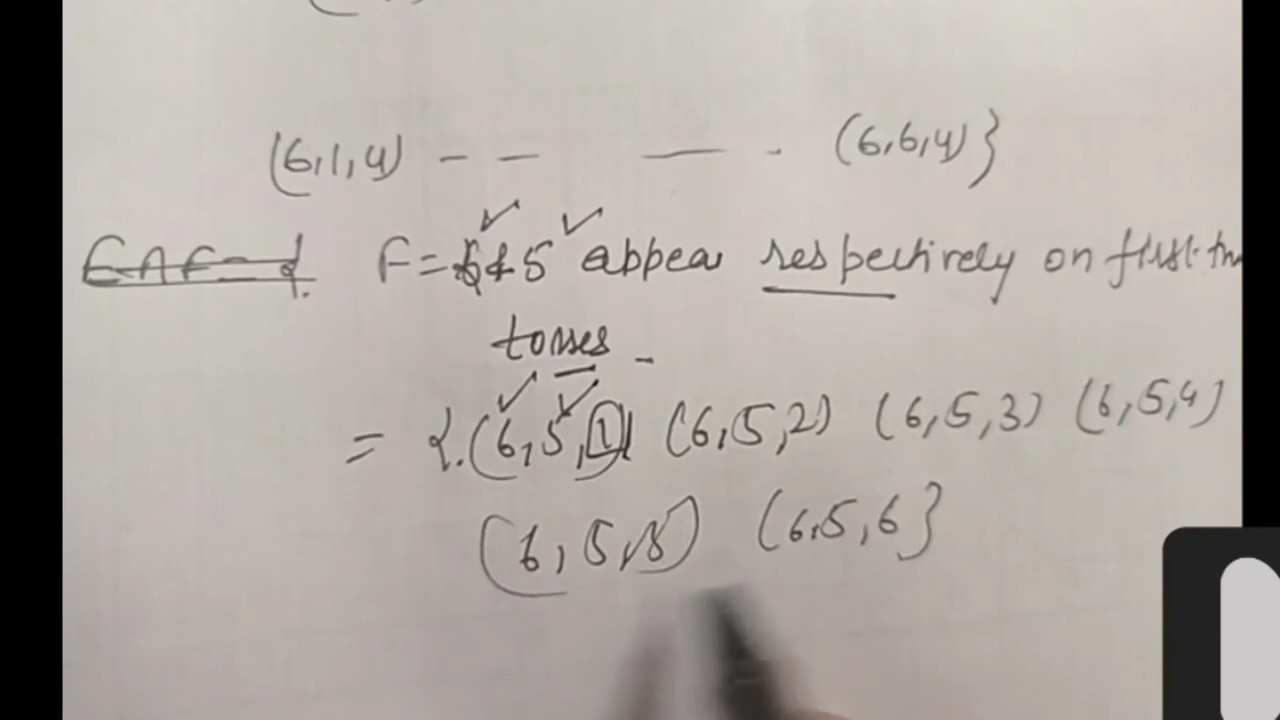 (6,1,4) - - — - (6,6,4)}
E∩F={ F = 6 & 5 appear respectively on first
tosses -
= {(6,5,1) (6,5,2) (6,5,3) (6,5,4)
(6,5,5) (6,5,6}